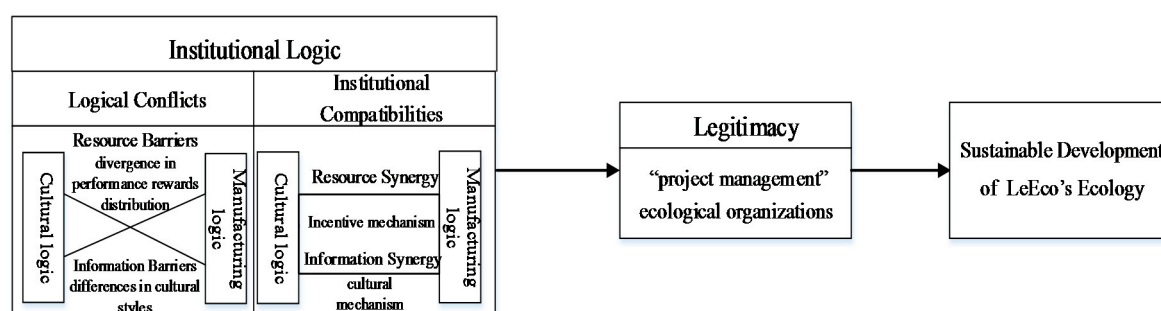 Institutional Logic
Logical Conflicts
Institutional
Compatibilities
Resource Barriers
divergence in
performance rewards
distribution
Cultural logic
Manufacturing
logic
Information Barriers
differences in cultural
styles
Cultural logic
Resource Synergy
Incentive mechanism
Information Synergy
cultural
mechanism
Manufacturing
logic
Legitimacy
“project management”
ecological organizations
Sustainable Development
of LeEco’s Ecology